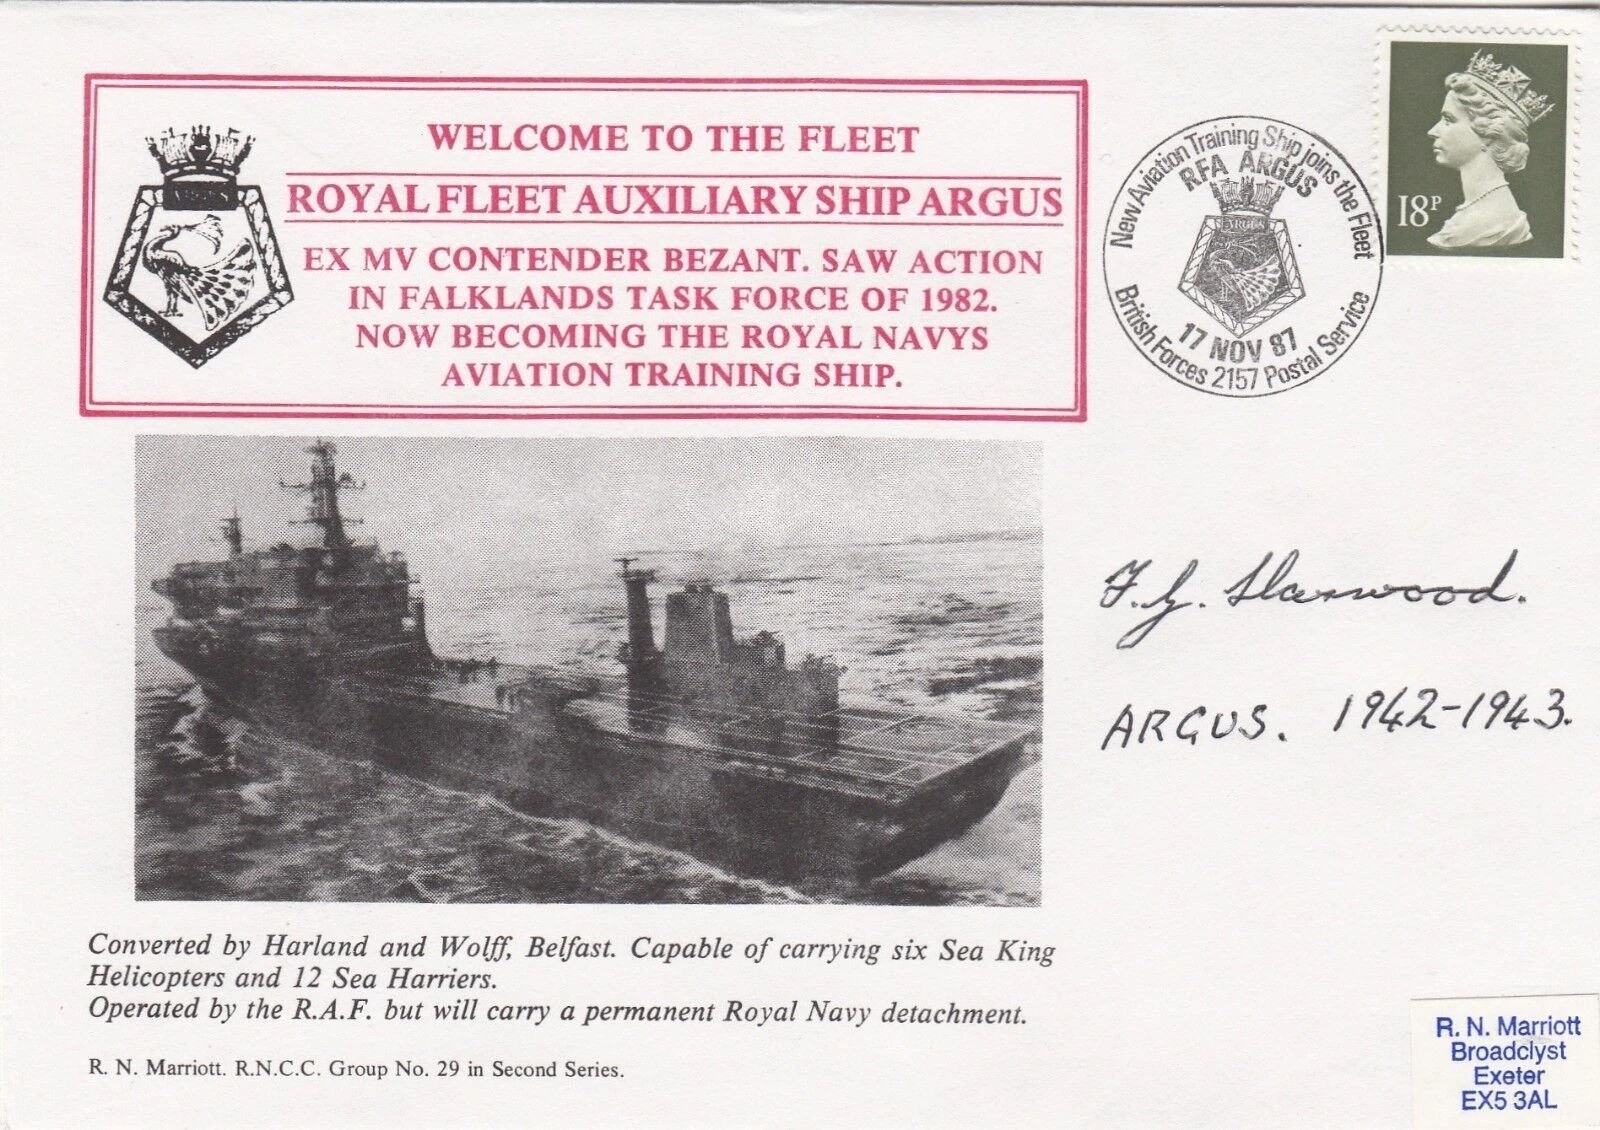 WELCOME TO THE FLEET
ROYAL FLEET AUXILIARY SHIP ARGUS
EX MV CONTENDER BEZANT. SAW ACTION
IN FALKLANDS TASK FORCE OF 1982.
NOW BECOMING THE ROYAL NAVYS
AVIATION TRAINING SHIP.
New Aviation Training Ship joins the Fleet
RFA ARGUS
ARGUS
17 NOV 87
British Forces 2157 Postal Service
18P
F. G. Harwood.
ARGUS. 1942-1943.
Converted by Harland and Wolff, Belfast. Capable of carrying six Sea King
Helicopters and 12 Sea Harriers.
Operated by the R.A.F. but will carry a permanent Royal Navy detachment.
R. N. Marriott. R.N.C.C. Group No. 29 in Second Series.
R. N. Marriott
Broadclyst
Exeter
EX5 3AL